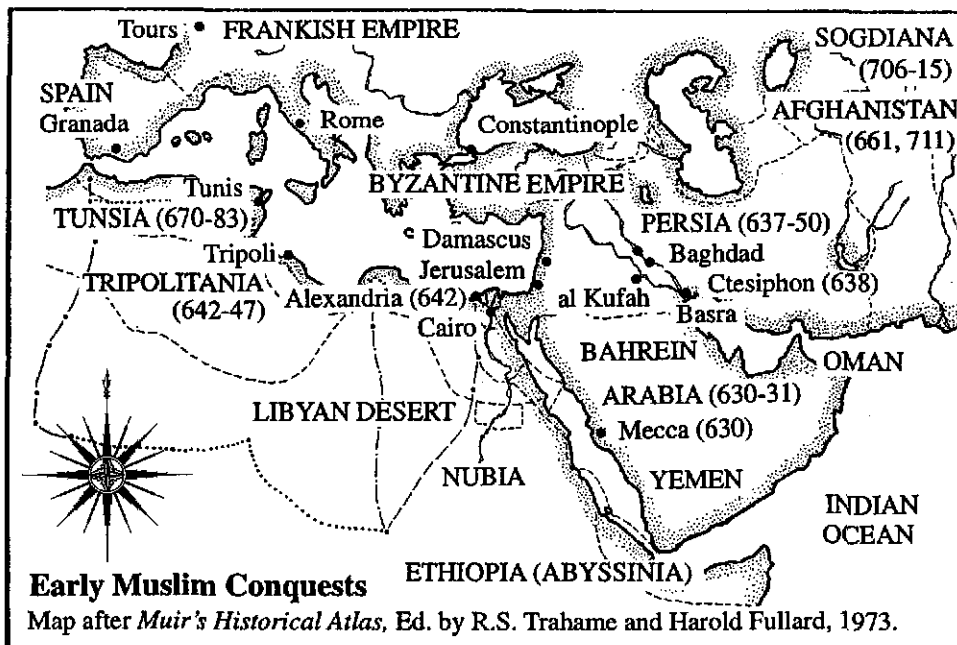 Tours
FRANKISH EMPIRE
SOGDIANA
(706-15)
SPAIN
Granada
Rome
Constantinople
AFGHANISTAN
(661, 711)
Tunis
TUNSIA (670-83)
BYZANTINE EMPIRE
Tripoli
TRIPOLITANIA
(642-47)
Damascus
Jerusalem
Alexandria (642)
Cairo
PERSIA (637-50)
Baghdad
Ctesiphon (638)
al Kufah
Basra
BAHREIN
OMAN
ARABIA (630-31)
Mecca (630)
LIBYAN DESERT
NUBIA
YEMEN
INDIAN
OCEAN
ETHIOPIA (ABYSSINIA)
Early Muslim Conquests
Map after Muir's Historical Atlas, Ed. by R.S. Trahame and Harold Fullard, 1973.